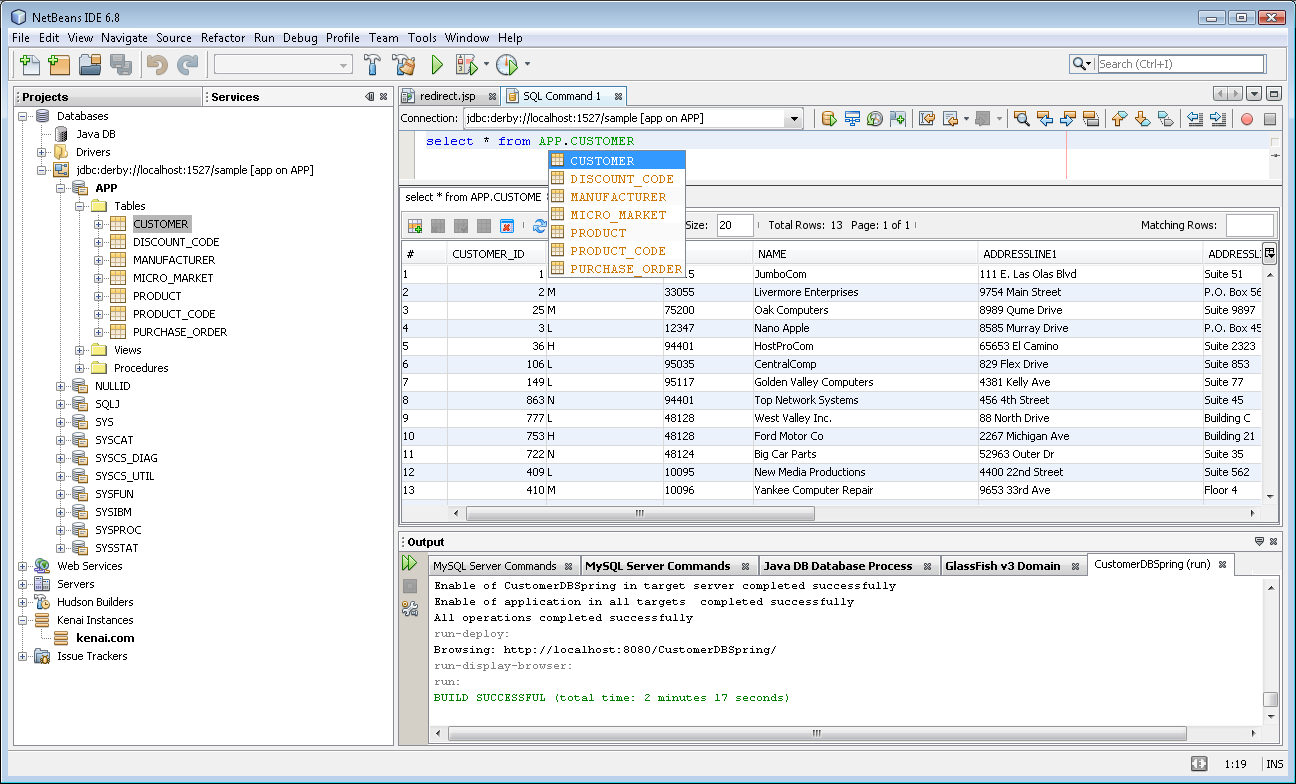 NetBeans IDE 6.8
File Edit View Navigate Source Refactor Run Debug Profile Team Tools Window Help
Search (Ctrl+I)
Projects
Services
Databases
Java DB
Drivers
jdbc:derby://localhost:1527/sample [app on APP]
APP
Tables
CUSTOMER
DISCOUNT_CODE
MANUFACTURER
MICRO_MARKET
PRODUCT
PRODUCT_CODE
PURCHASE_ORDER
Views
Procedures
NULLID
SQLJ
SYS
SYSCAT
SYSCS_DIAG
SYSCS_UTIL
SYSFUN
SYSIBM
SYSPROC
SYSSTAT
Web Services
Servers
Hudson Builders
Kenai Instances
kenai.com
Issue Trackers
redirect.jsp
SQL Command 1
Connection: jdbc:derby://localhost:1527/sample [app on APP]
select * from APP.CUSTOMER
CUSTOMER
DISCOUNT_CODE
MANUFACTURER
MICRO_MARKET
PRODUCT
PRODUCT_CODE
PURCHASE_ORDER
select * from APP.CUSTOME
Size: 20 Total Rows: 13 Page: 1 of 1 Matching Rows:
# CUSTOMER_ID NAME ADDRESSLINE1 ADDRESSL
1 1 5 JumboCom 111 E. Las Olas Blvd Suite 51
2 2 M 33055 Livermore Enterprises 9754 Main Street P.O. Box 56
3 25 M 75200 Oak Computers 8989 Qume Drive Suite 9897
4 3 L 12347 Nano Apple 8585 Murray Drive P.O. Box 45
5 36 H 94401 HostProCom 65653 El Camino Suite 2323
6 106 L 95035 CentralComp 829 Flex Drive Suite 853
7 149 L 95117 Golden Valley Computers 4381 Kelly Ave Suite 77
8 863 N 94401 Top Network Systems 456 4th Street Suite 45
9 777 L 48128 West Valley Inc. 88 North Drive Building C
10 753 H 48128 Ford Motor Co 2267 Michigan Ave Building 21
11 722 N 48124 Big Car Parts 52963 Outer Dr Suite 35
12 409 L 10095 New Media Productions 4400 22nd Street Suite 562
13 410 M 10096 Yankee Computer Repair 9653 33rd Ave Floor 4
Output
MySQL Server Commands
MySQL Server Commands
Java DB Database Process
GlassFish v3 Domain
CustomerDBSpring (run)
Enable of CustomerDBSpring in target server completed successfully
Enable of application in all targets completed successfully
All operations completed successfully
run-deploy:
Browsing: http://localhost:8080/CustomerDBSpring/
run-display-browser:
run:
BUILD SUCCESSFUL (total time: 2 minutes 17 seconds)
1:19 INS